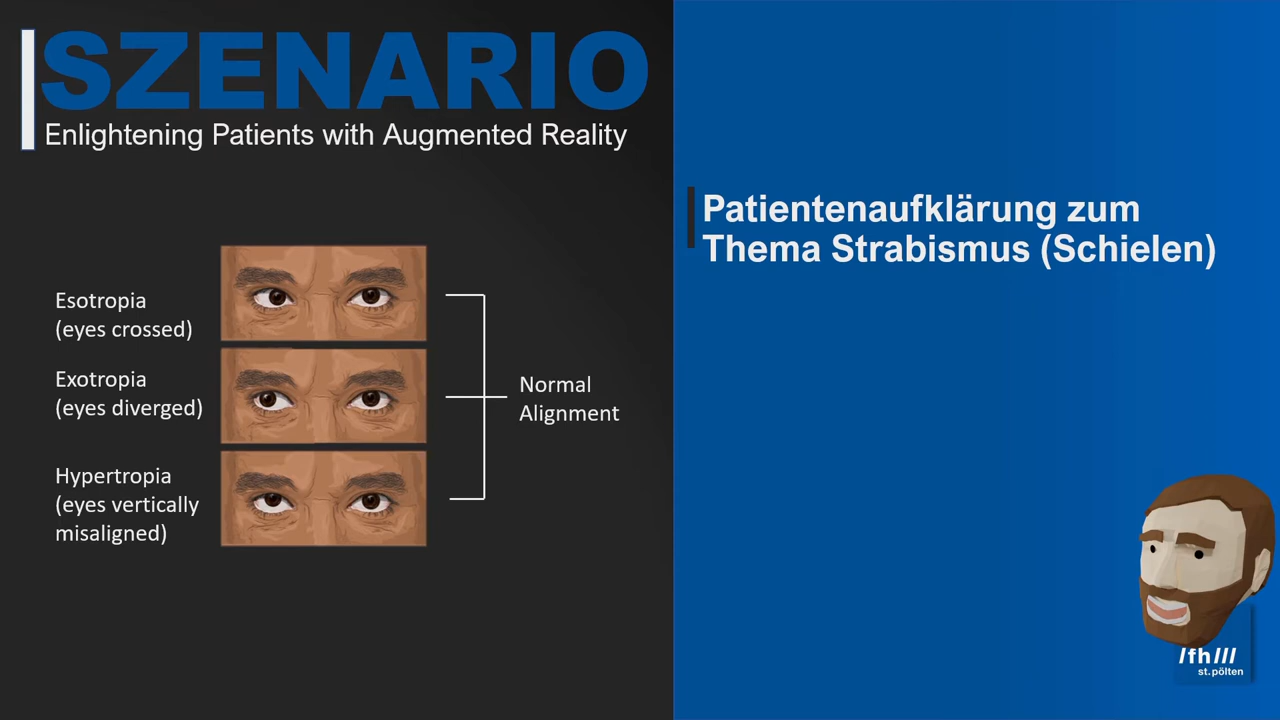 SZENARIO
Enlightening Patients with Augmented Reality
Esotropia
(eyes crossed)
Exotropia
(eyes diverged)
Hypertropia
(eyes vertically
misaligned)
Normal
Alignment
Patientenaufklärung zum
Thema Strabismus (Schielen)
/fh///
st.pölten